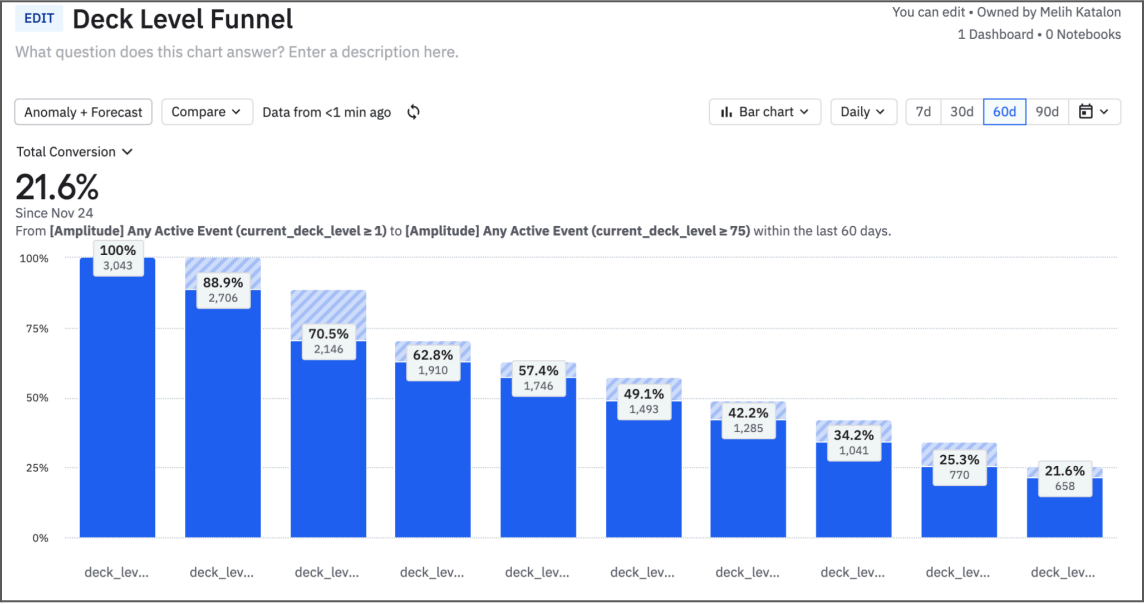 EDIT Deck Level Funnel
You can edit • Owned by Melih Katalon
1 Dashboard • 0 Notebooks
What question does this chart answer? Enter a description here.
Anomaly + Forecast Compare Data from <1 min ago Bar chart Daily 7d 30d 60d 90d
Total Conversion
21.6%
Since Nov 24
From [Amplitude] Any Active Event (current_deck_level ≥ 1) to [Amplitude] Any Active Event (current_deck_level ≥ 75) within the last 60 days.
100%
75%
50%
25%
0%
100%
3,043
88.9%
2,706
70.5%
2,146
62.8%
1,910
57.4%
1,746
49.1%
1,493
42.2%
1,285
34.2%
1,041
25.3%
770
21.6%
658
deck_lev... deck_lev... deck_lev... deck_lev... deck_lev... deck_lev... deck_lev... deck_lev... deck_lev... deck_lev...